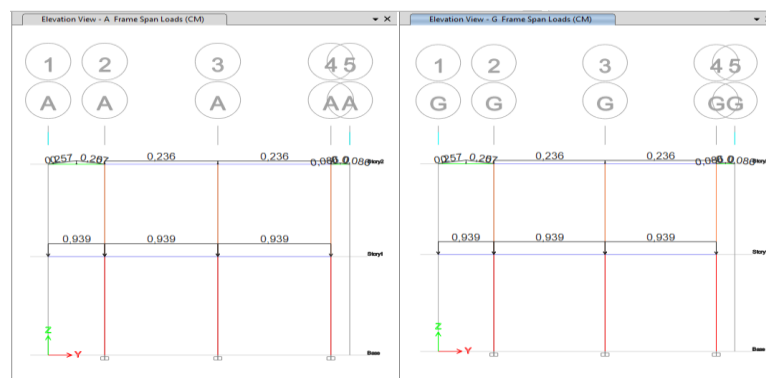 Elevation View - A Frame Span Loads (CM)
1 2 3 4 5
A A A A A
0,257 0,236 0,236
Story2
0,939 0,939 0,939
Story1
Z
Y
Base
Elevation View - G Frame Span Loads (CM)
1 2 3 4 5
G G G G G
0,257 0,236 0,236
0,939 0,939 0,939
Z
Y
Base